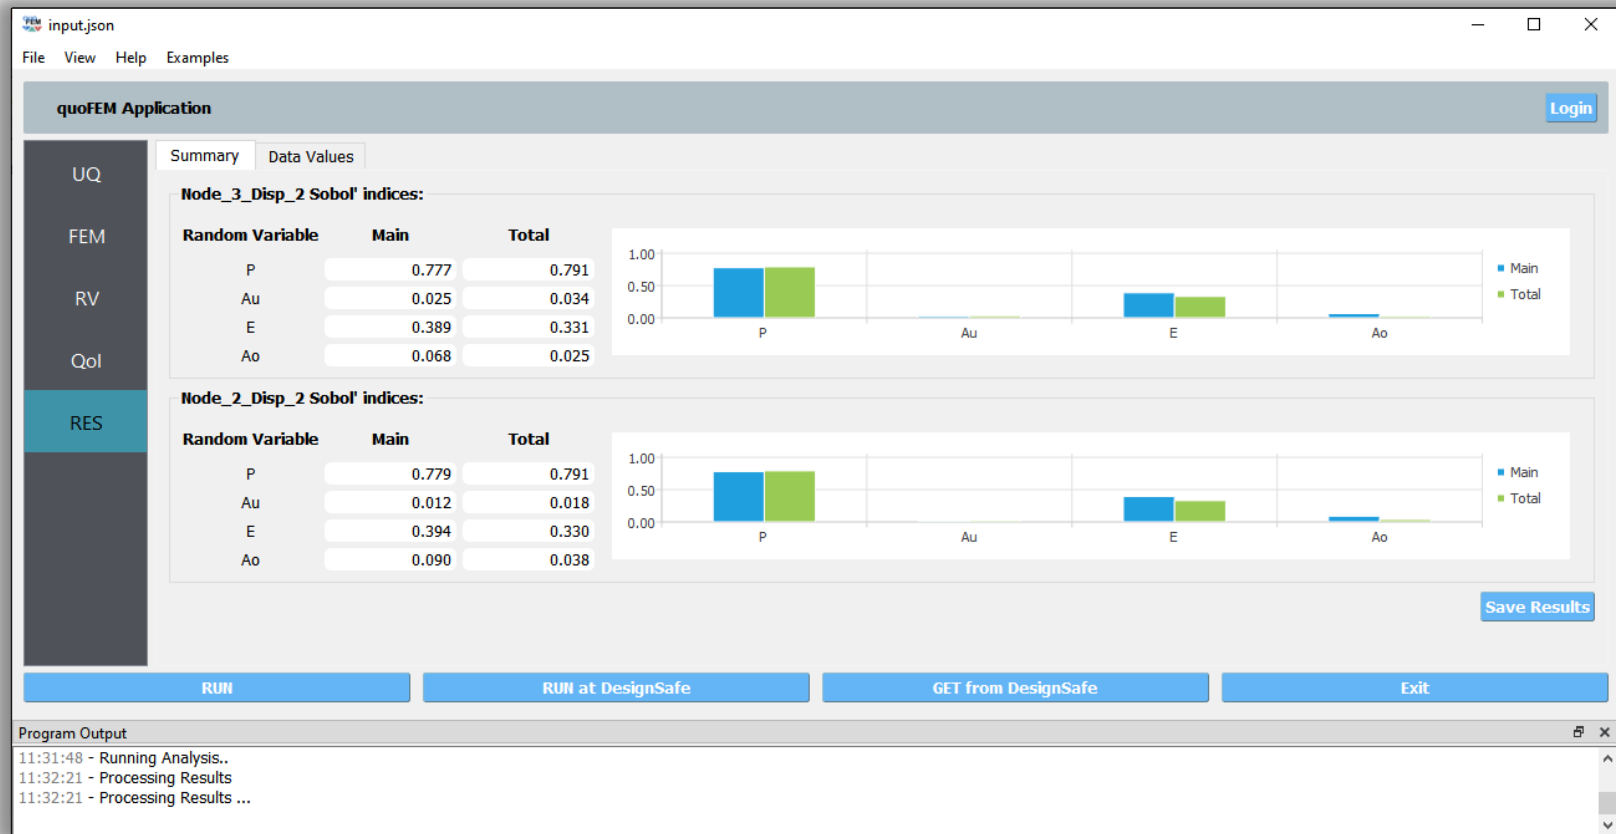 input.json
File View Help Examples
quoFEM Application
Login
UQ
FEM
RV
QoI
RES
Summary Data Values
Node_3_Disp_2 Sobol' indices:
Random Variable Main Total
P 0.777 0.791
Au 0.025 0.034
E 0.389 0.331
Ao 0.068 0.025
1.00
0.50
0.00
P Au E Ao
Main
Total
Node_2_Disp_2 Sobol' indices:
Random Variable Main Total
P 0.779 0.791
Au 0.012 0.018
E 0.394 0.330
Ao 0.090 0.038
1.00
0.50
0.00
P Au E Ao
Main
Total
Save Results
RUN RUN at DesignSafe GET from DesignSafe Exit
Program Output
11:31:48 - Running Analysis..
11:32:21 - Processing Results
11:32:21 - Processing Results ...